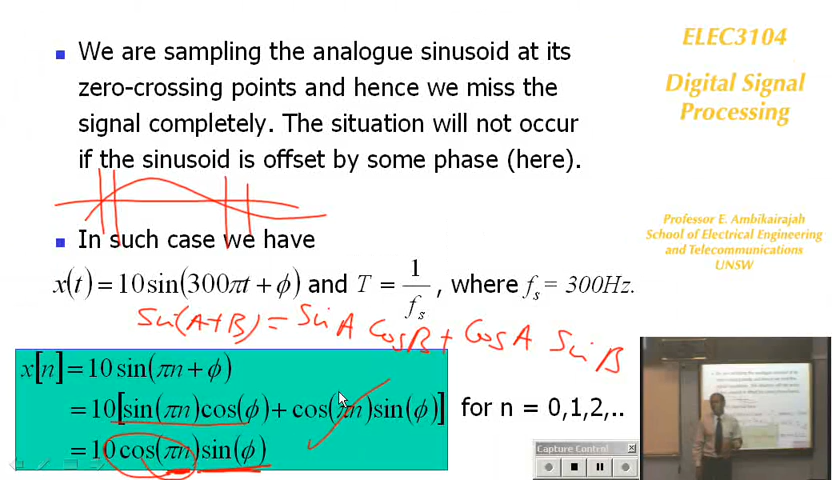 ELEC3104
Digital Signal
Processing
Professor E. Ambikairajah
School of Electrical Engineering
and Telecommunications
UNSW
▪ We are sampling the analogue sinusoid at its
zero-crossing points and hence we miss the
signal completely. The situation will not occur
if the sinusoid is offset by some phase (here).
▪ In such case we have
x(t) = 10 sin(300πt + ϕ) and T = 1/fₛ, where fₛ = 300Hz.
Sin(A+B) = Sin A Cos B + Cos A Sin B
x[n] = 10 sin(πn + ϕ)
= 10[sin(πn)cos(ϕ) + cos(πn)sin(ϕ)] for n = 0,1,2,..
= 10 cos(πn) sin(ϕ)
Capture Control